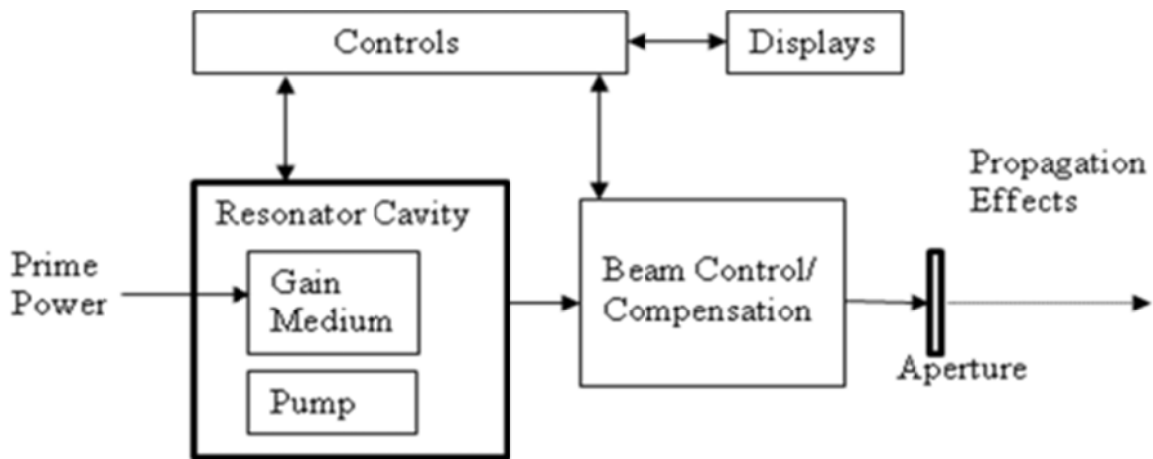 Controls
Displays
Propagation
Effects
Resonator Cavity
Prime
Power
Gain
Medium
Pump
Beam Control/
Compensation
Aperture